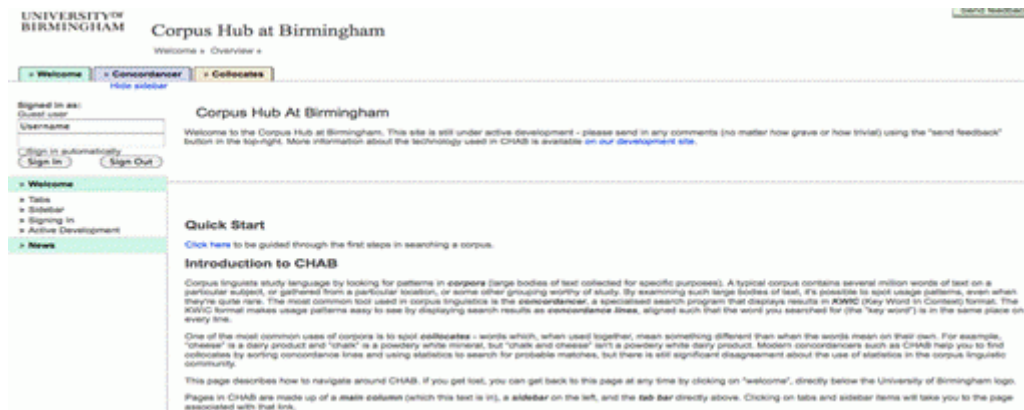 Send feedback
UNIVERSITY OF
BIRMINGHAM
Corpus Hub at Birmingham
Welcome » Overview »
» Welcome
» Concordancer
» Collocates
Hide sidebar
Signed in as:
Guest user
Username
Sign in automatically
Sign In
Sign Out
» Welcome
» Tabs
» Sidebar
» Signing In
» Active Development
» News
Corpus Hub At Birmingham
Welcome to the Corpus Hub at Birmingham. This site is still under active development - please send in any comments (no matter how grave or how trivial) using the "send feedback"
button in the top-right. More information about the technology used in CHAB is available on our development site.
Quick Start
Click here to be guided through the first steps in searching a corpus.
Introduction to CHAB
Corpus linguists study language by looking for patterns in corpora (large bodies of text collected for specific purposes). A typical corpus contains several million words of text on a
particular subject, or gathered from a particular location, or some other grouping worthy of study. By examining such large bodies of text, it's possible to spot usage patterns, even when
they're quite rare. The most common tool used in corpus linguistics is the concordancer, a specialised search program that displays results in KWIC (Key Word In Context) format. The
KWIC format makes usage patterns easy to see by displaying search results as concordance lines, aligned such that the word you searched for (the "key word") is in the same place on
every line.
One of the most common uses of corpora is to spot collocates - words which, when used together, mean something different than when the words mean on their own. For example,
"cheese" is a dairy product and "chalk" is a powdery white mineral, but "chalk and cheese" isn't a powdery white dairy product. Modern concordancers such as CHAB help you to find
collocates by sorting concordance lines and using statistics to search for probable matches, but there is still significant disagreement about the use of statistics in the corpus linguistic
community.
This page describes how to navigate around CHAB. If you get lost, you can get back to this page at any time by clicking on "welcome", directly below the University of Birmingham logo.
Pages in CHAB are made up of a main column (which this text is in), a sidebar on the left, and the tab bar directly above. Clicking on tabs and sidebar items will take you to the page
associated with that link.